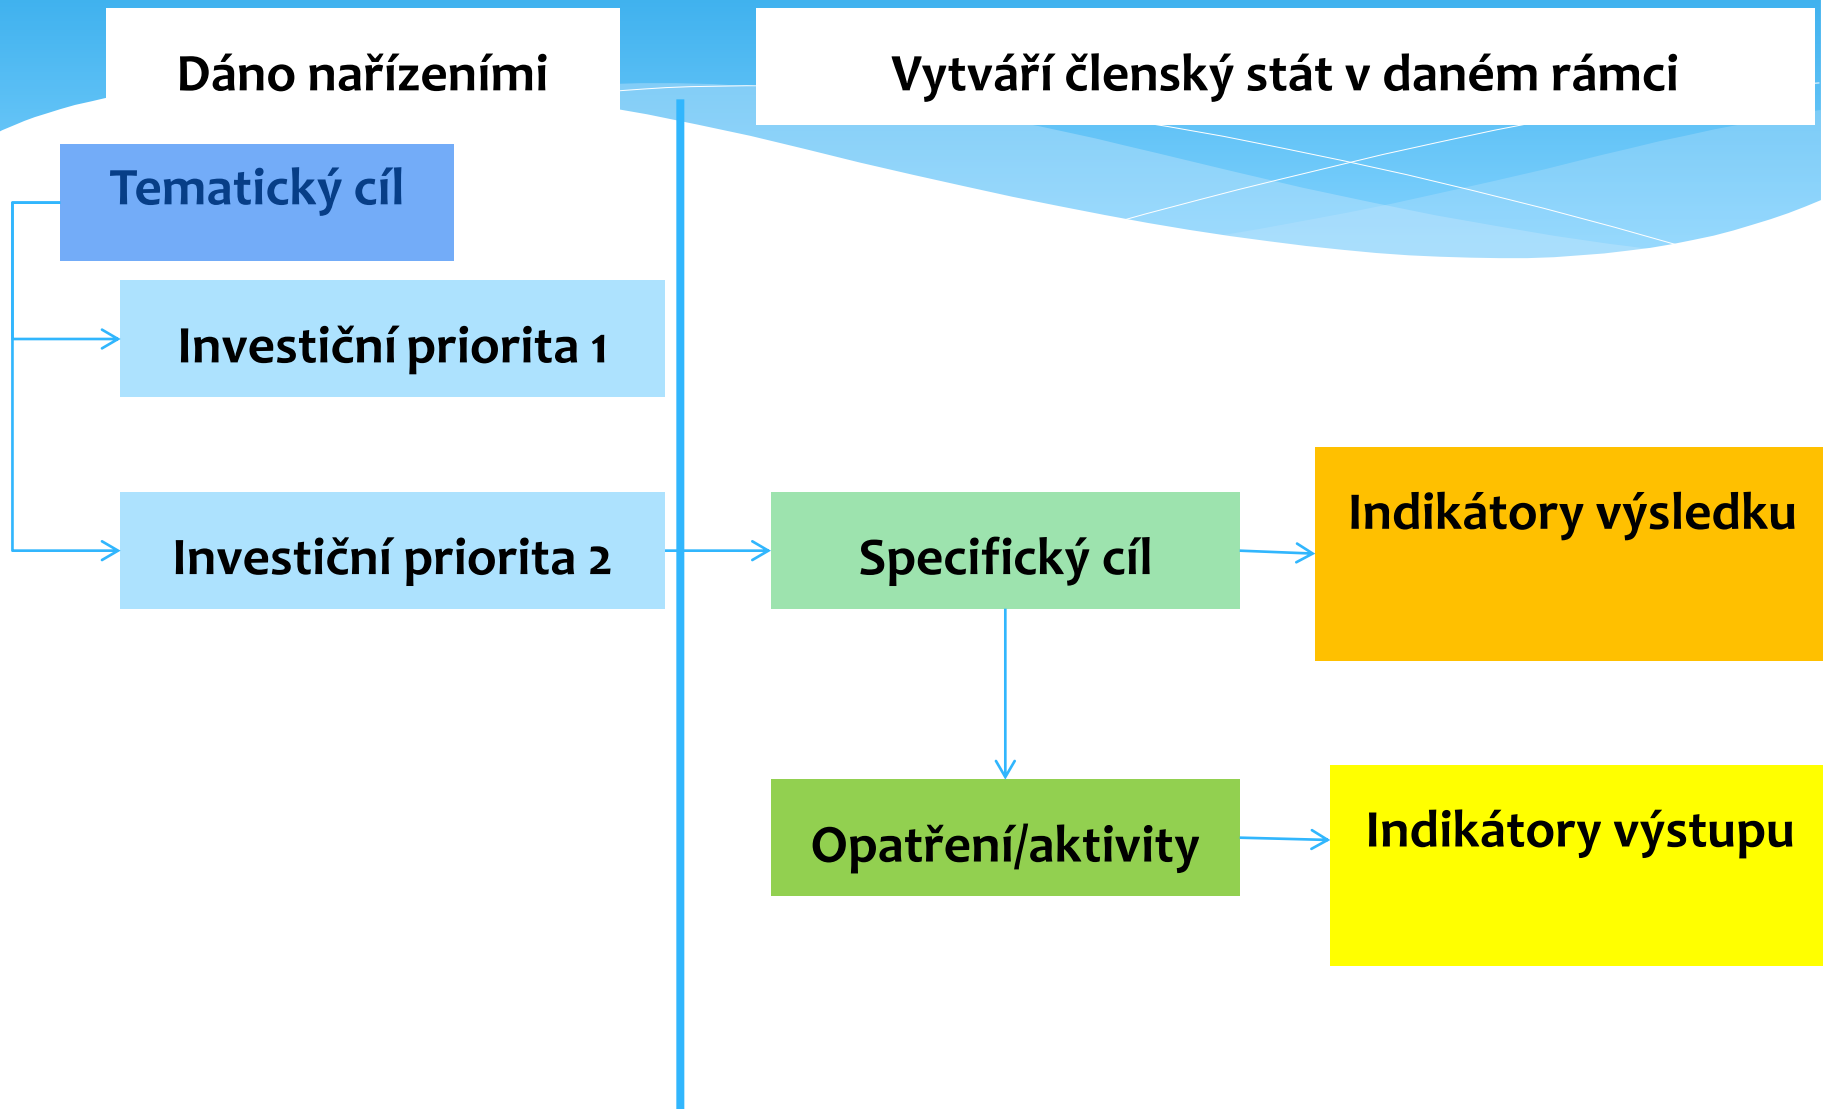 Dáno nařízeními
Vytváří členský stát v daném rámci
Tematický cíl
Investiční priorita 1
Investiční priorita 2
Specifický cíl
Indikátory výsledku
Opatření/aktivity
Indikátory výstupu